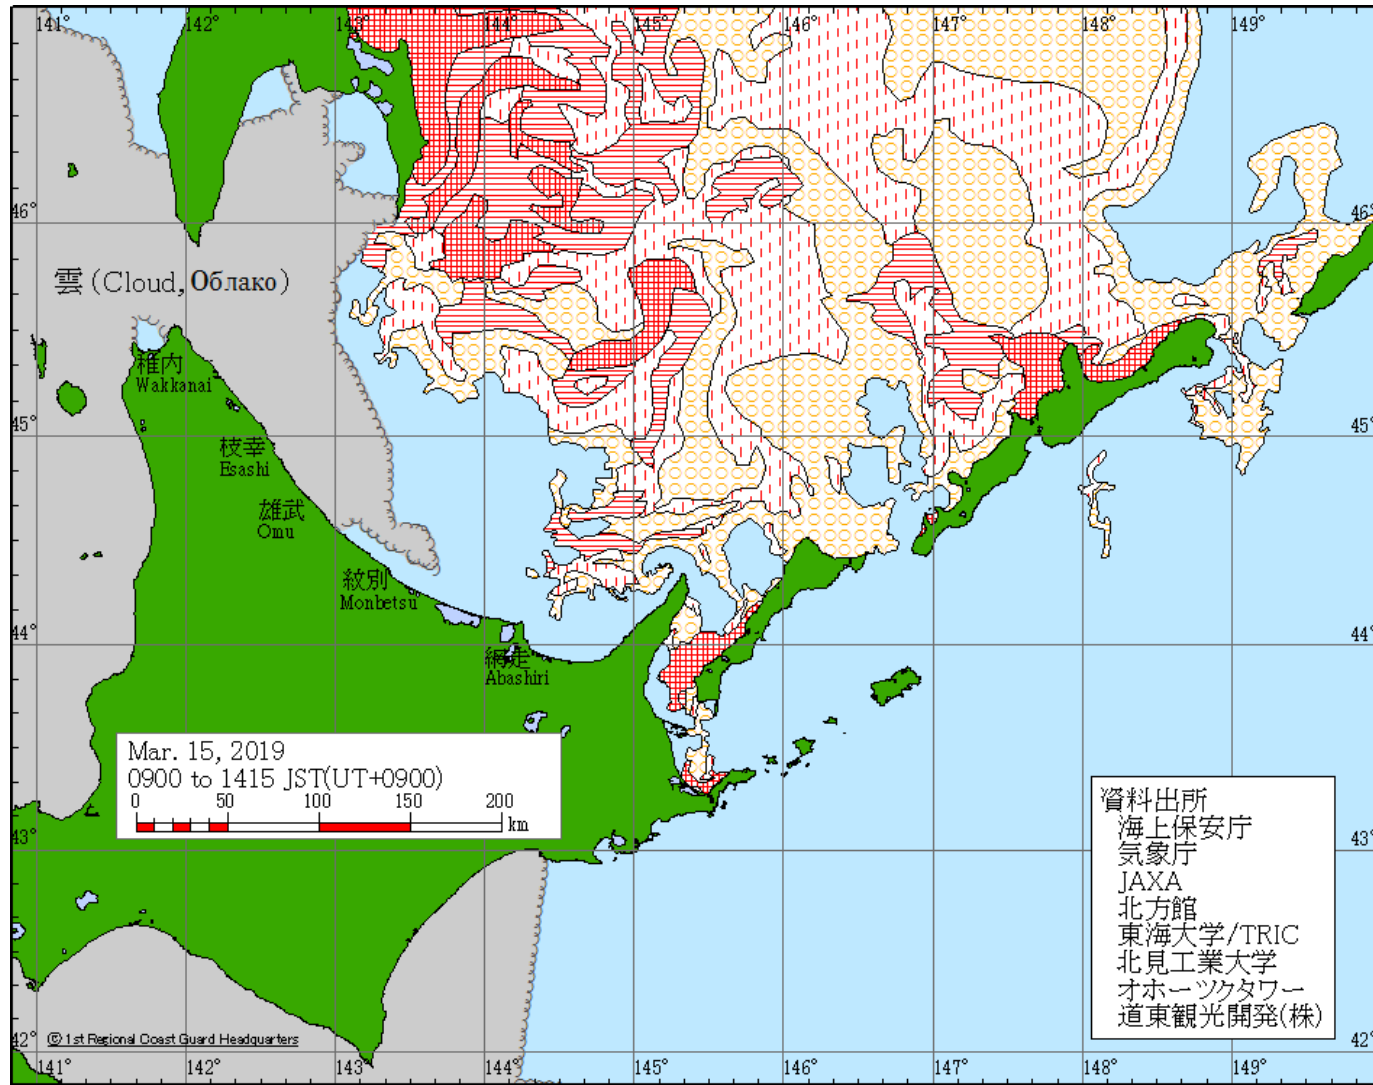 141° 142° 143° 144° 145° 146° 147° 148° 149°
46° 46°
雲 (Cloud, Облако)
稚内
Wakkanai
45° 45°
枝幸
Esashi
雄武
Omu
紋別
Monbetsu
44° 44°
網走
Abashiri
Mar. 15, 2019
0900 to 1415 JST(UT+0900)
0 50 100 150 200
km
43° 43°
資料出所
海上保安庁
気象庁
JAXA
北方館
東海大学/TRIC
北見工業大学
オホーツクタワー
道東観光開発(株)
42° 42°
© 1st Regional Coast Guard Headquarters
141° 142° 143° 144° 145° 146° 147° 148° 149°